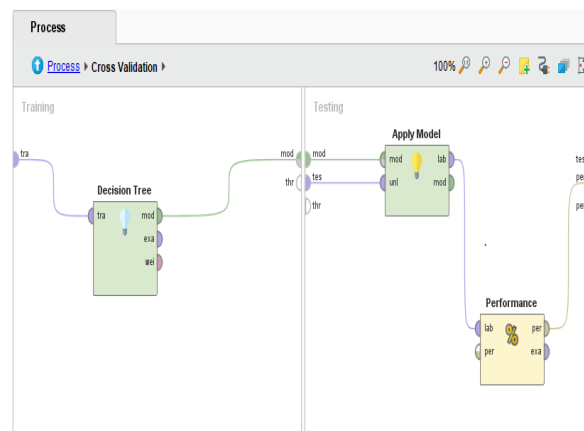 Process
Process Cross Validation 100%
Training
Testing
tra
mod
thr
mod
tes
thr
Decision Tree
tra mod
exa
wei
Apply Model
mod lab
unl mod
Performance
lab per
per exa
tes
per
per